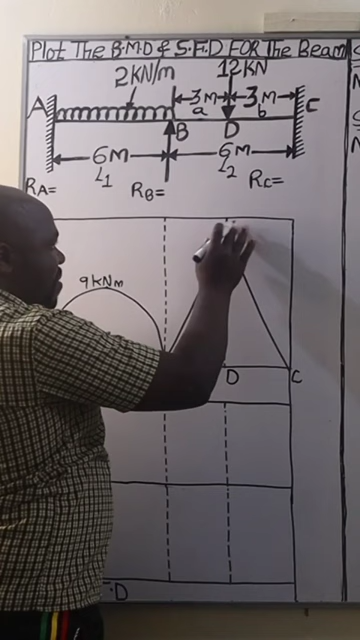 Plot The B.M.D & S.F.D FOR The Beam
2KN/m 12KN
A 3M 3M C
a b
B D
6M 6M
L1 L2
RA= RB= RC=
9KNm
D C
.D